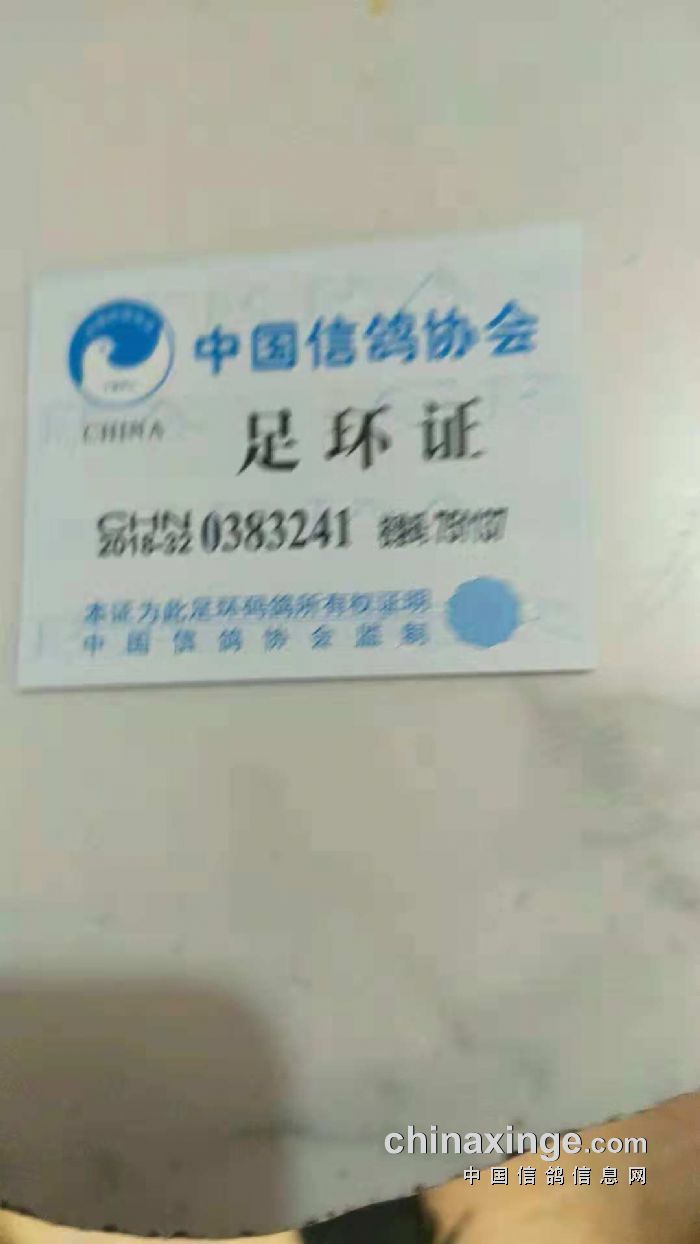 中国信鸽协会
CHINA
足环证
CHN
2018-32 0383241
本证为此足环码鸽所有权证明
中国信鸽协会监制
chinaxinge.com
中国信鸽信息网